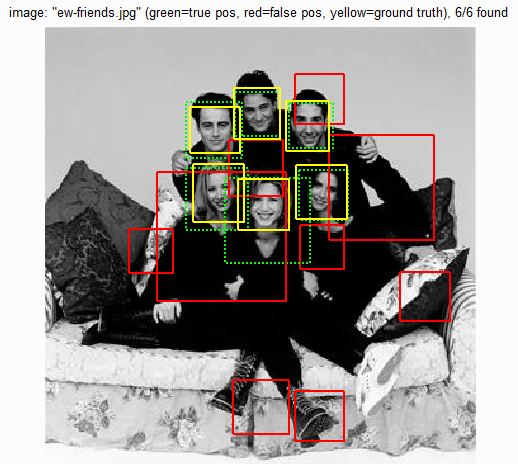 image: "ew-friends.jpg" (green=true pos, red=false pos, yellow=ground truth), 6/6 found